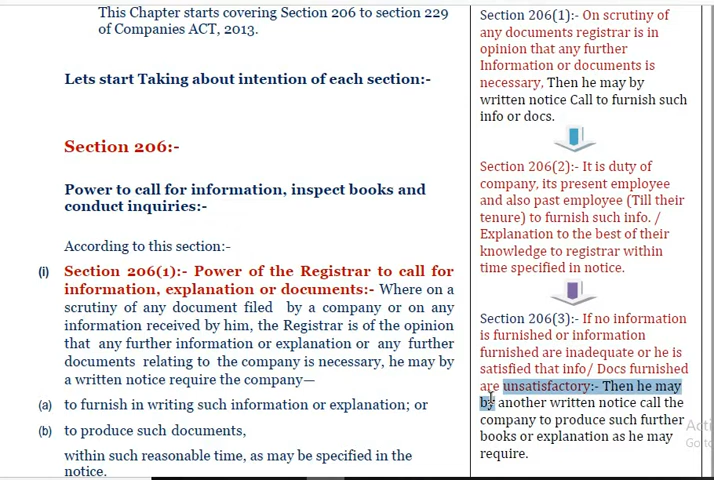 This Chapter starts covering Section 206 to section 229
of Companies ACT, 2013.
Lets start Taking about intention of each section:-
Section 206:-
Power to call for information, inspect books and
conduct inquiries:-
According to this section:-
(i) Section 206(1):- Power of the Registrar to call for
information, explanation or documents:- Where on a
scrutiny of any document filed by a company or on any
information received by him, the Registrar is of the opinion
that any further information or explanation or any further
documents relating to the company is necessary, he may by
a written notice require the company—
(a) to furnish in writing such information or explanation; or
(b) to produce such documents,
within such reasonable time, as may be specified in the
notice.
Section 206(1):- On scrutiny of
any documents registrar is in
opinion that any further
Information or documents is
necessary, Then he may by
written notice Call to furnish such
info or docs.
Section 206(2):- It is duty of
company, its present employee
and also past employee (Till their
tenure) to furnish such info. /
Explanation to the best of their
knowledge to registrar within
time specified in notice.
Section 206(3):- If no information
is furnished or information
furnished are inadequate or he is
satisfied that info/ Docs furnished
are unsatisfactory:- Then he may
by another written notice call the
company to produce such further
books or explanation as he may
require.
Acti
Go to